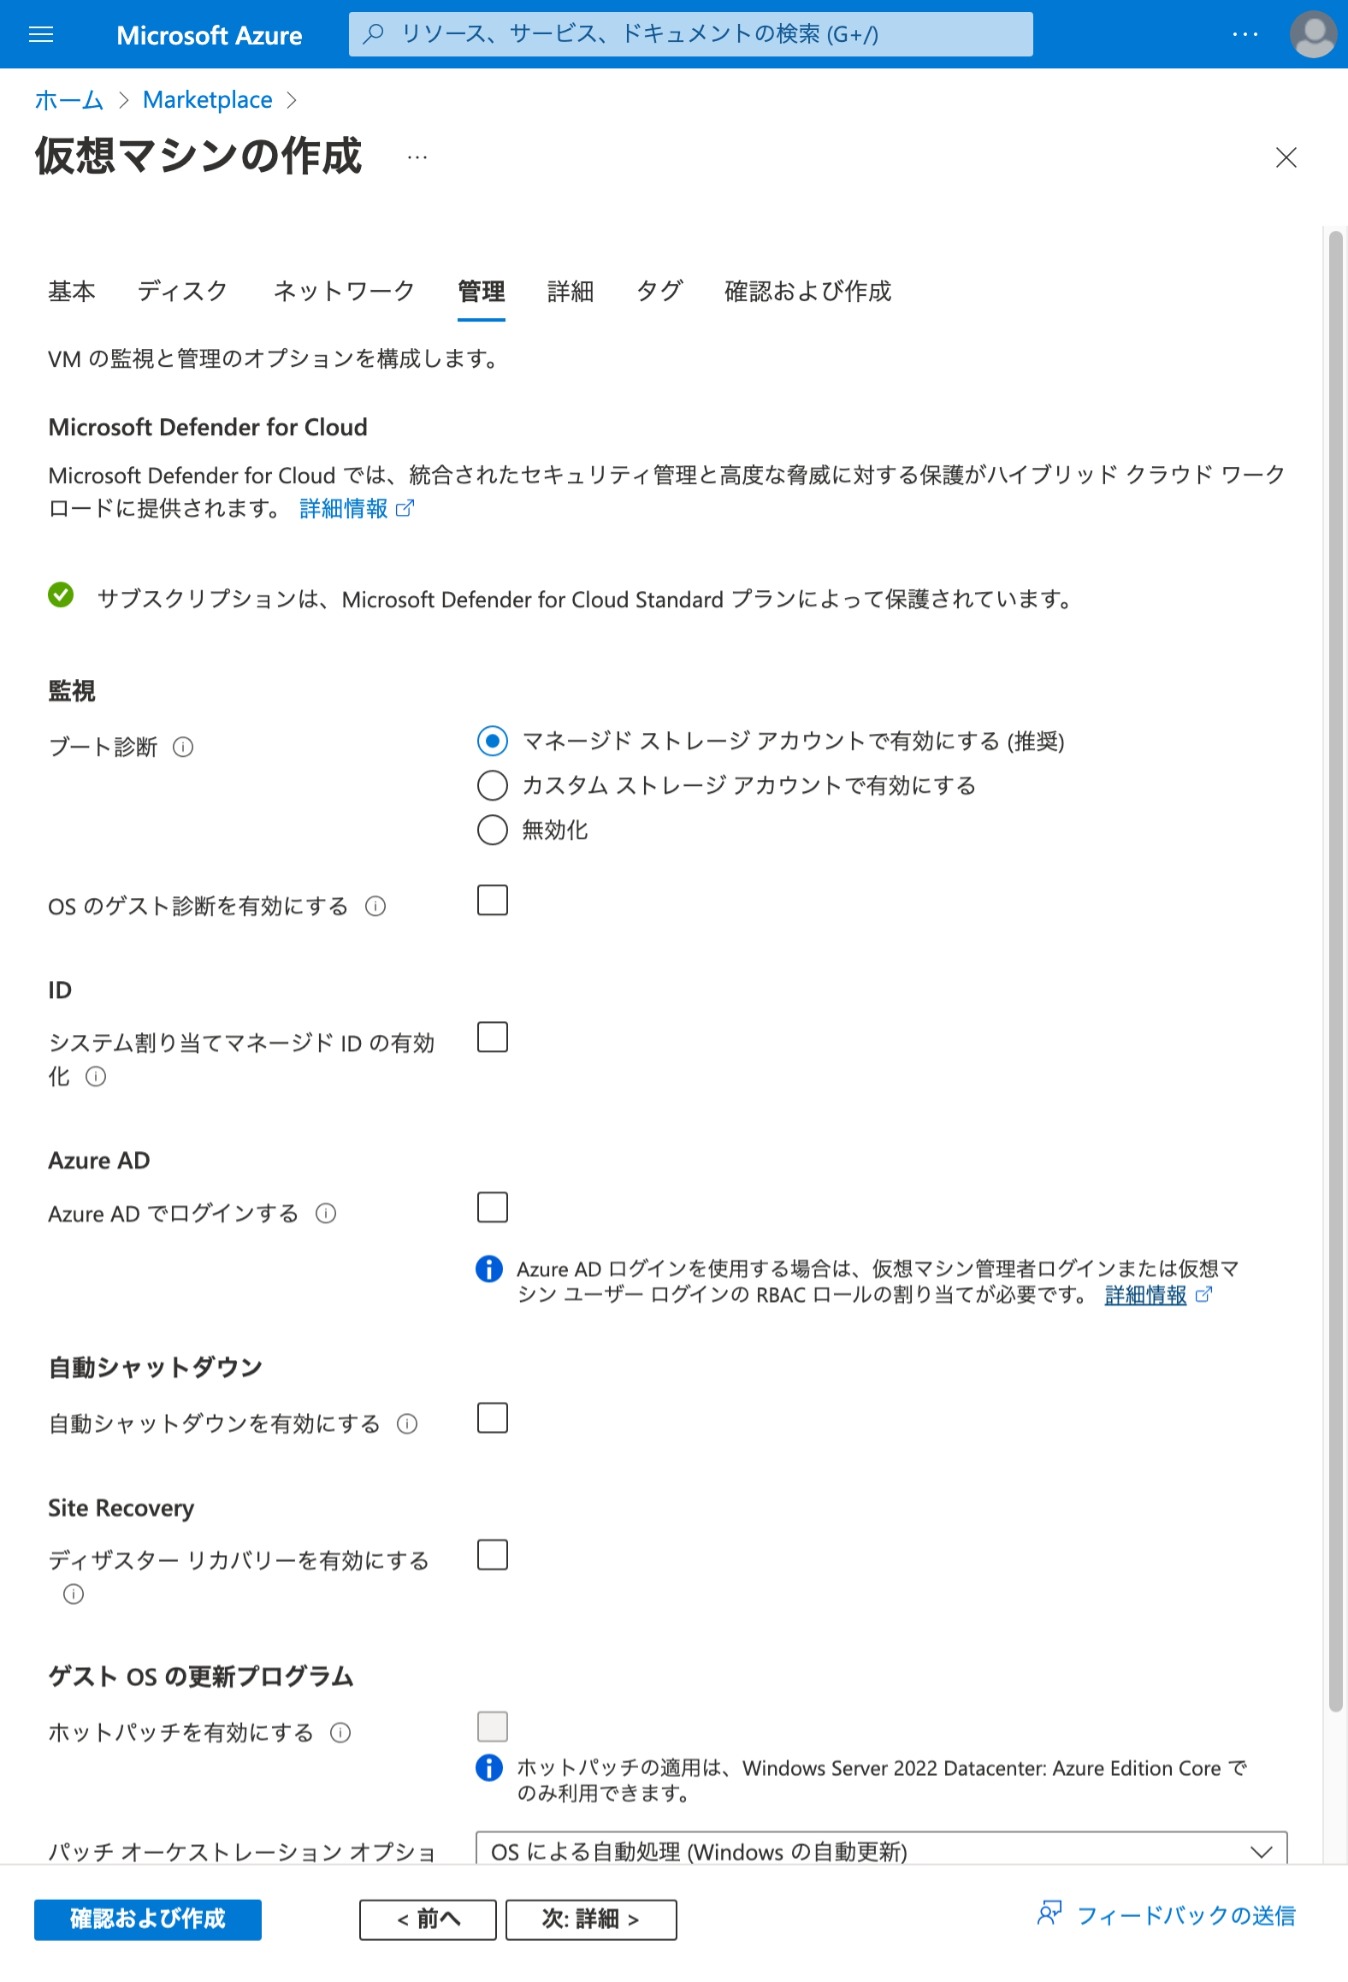 Microsoft Azure
リソース、サービス、ドキュメントの検索 (G+/)
ホーム > Marketplace >
仮想マシンの作成 …
基本 ディスク ネットワーク 管理 詳細 タグ 確認および作成
VM の監視と管理のオプションを構成します。
Microsoft Defender for Cloud
Microsoft Defender for Cloud では、統合されたセキュリティ管理と高度な脅威に対する保護がハイブリッド クラウド ワーク
ロードに提供されます。 詳細情報
サブスクリプションは、Microsoft Defender for Cloud Standard プランによって保護されています。
監視
ブート診断
マネージド ストレージ アカウントで有効にする (推奨)
カスタム ストレージ アカウントで有効にする
無効化
OS のゲスト診断を有効にする
ID
システム割り当てマネージド ID の有効
化
Azure AD
Azure AD でログインする
Azure AD ログインを使用する場合は、仮想マシン管理者ログインまたは仮想マ
シン ユーザー ログインの RBAC ロールの割り当てが必要です。 詳細情報
自動シャットダウン
自動シャットダウンを有効にする
Site Recovery
ディザスター リカバリーを有効にする
ゲスト OS の更新プログラム
ホットパッチを有効にする
ホットパッチの適用は、Windows Server 2022 Datacenter: Azure Edition Core で
のみ利用できます。
パッチ オーケストレーション オプショ
OS による自動処理 (Windows の自動更新)
確認および作成
< 前へ
次: 詳細 >
フィードバックの送信